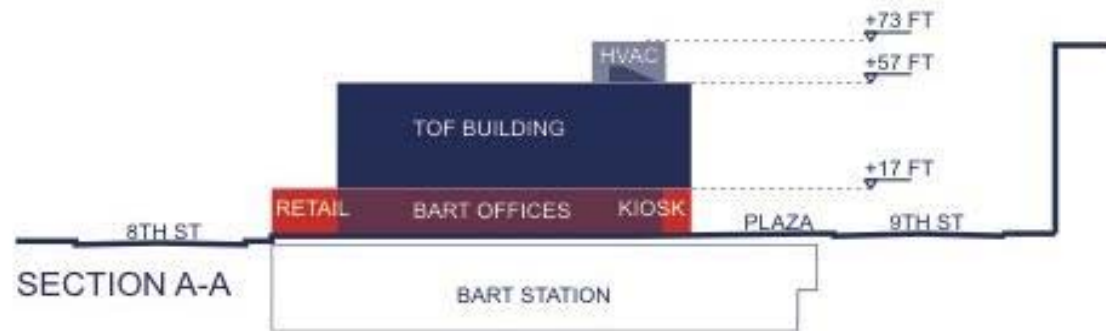 +73 FT
HVAC
+57 FT
TOF BUILDING
+17 FT
RETAIL BART OFFICES KIOSK
8TH ST PLAZA 9TH ST
SECTION A-A
BART STATION